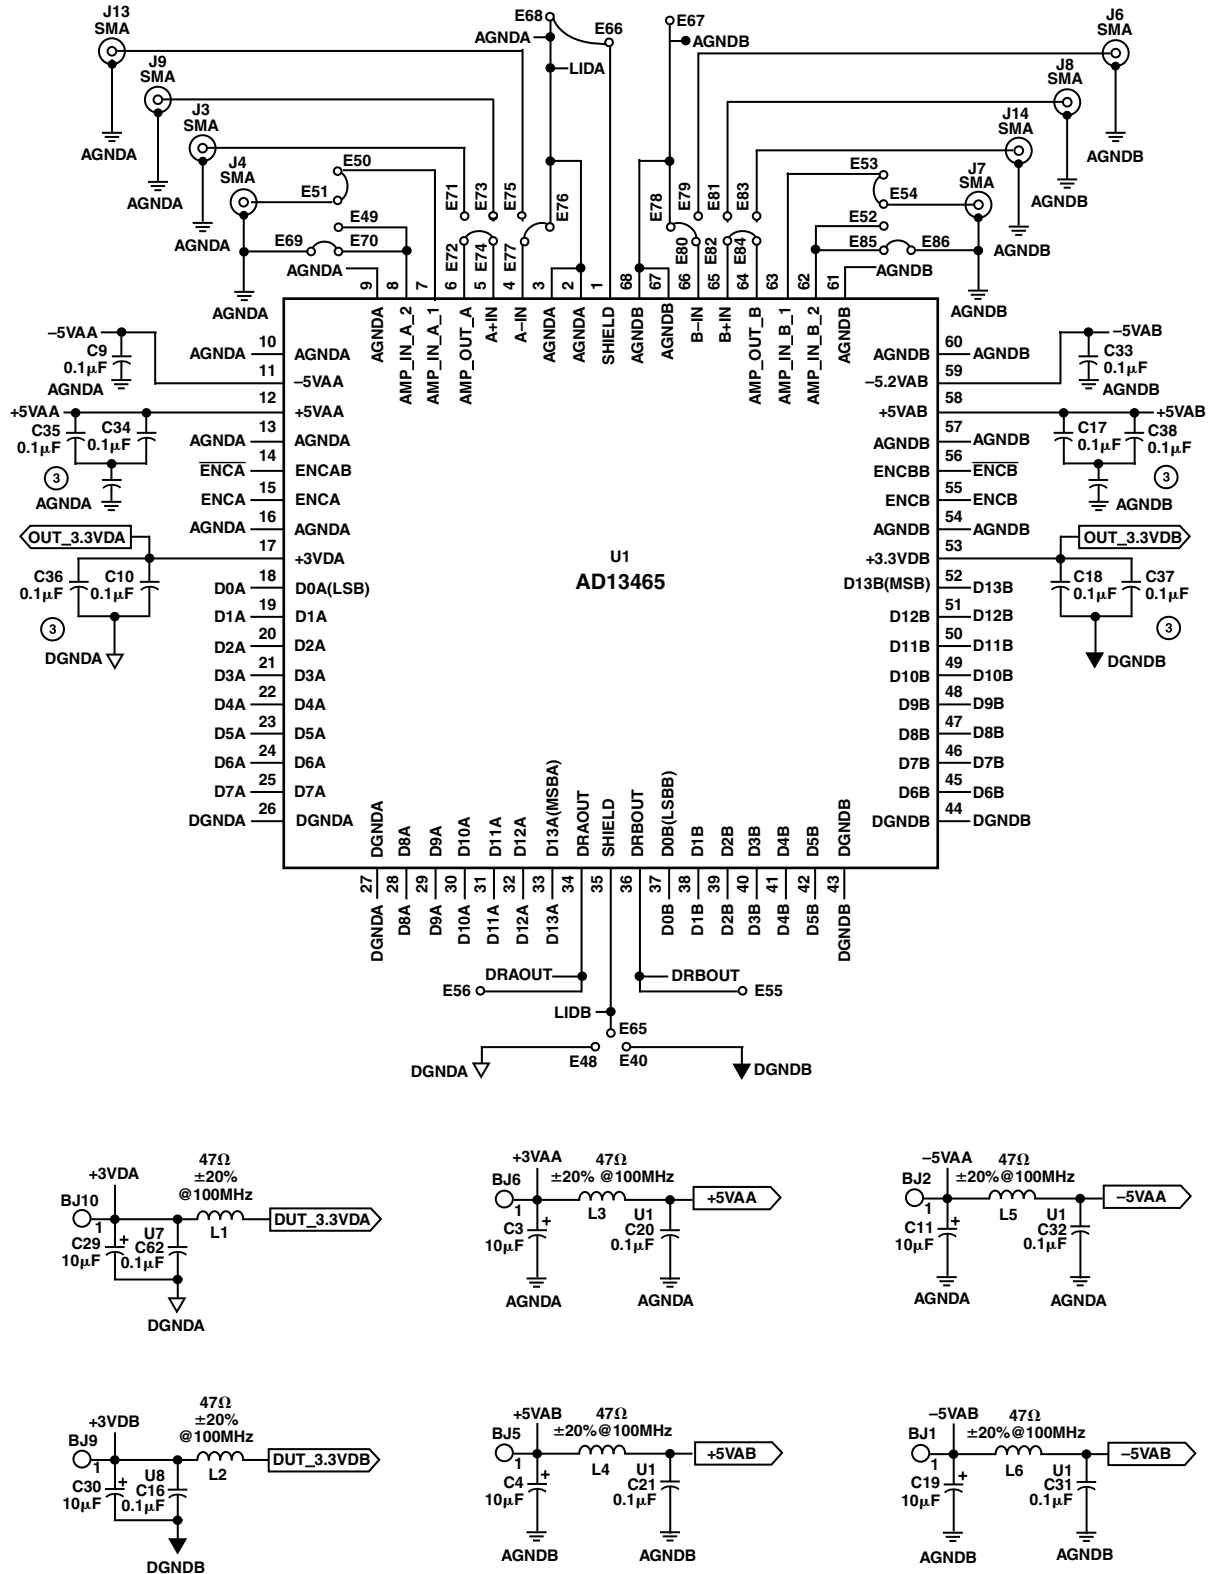 J13
SMA
E68
E66
AGNDA
LIDA
E67
AGNDB
J6
SMA
J9
SMA
J8
SMA
AGNDA
AGNDB
J3
SMA
J14
SMA
AGNDA
AGNDB
J4
SMA
E50
E51
E53
E54
J7
SMA
AGNDA
E49
E52
AGNDB
E69
E70
E85
E86
E71
E73
E75
E76
E72
E74
E77
E78
E79
E81
E83
E80
E82
E84
AGNDA
AGNDB
AGNDA
AGNDB
9
8
7
6
5
4
3
2
1
68
67
66
65
64
63
62
61
AGNDA
AMP_IN_A_2
AMP_IN_A_1
AMP_OUT_A
A+IN
A–IN
AGNDA
AGNDA
SHIELD
AGNDB
AGNDB
B–IN
B+IN
AMP_OUT_B
AMP_IN_B_1
AMP_IN_B_2
AGNDB
–5VAA
C9
0.1µF
AGNDA
AGNDA 10 AGNDA
11 –5VAA
12 +5VAA
+5VAA
C35
0.1µF
C34
0.1µF
3
AGNDA
AGNDA 13 AGNDA
ENCA 14 ENCAB
ENCA 15 ENCA
AGNDA 16 AGNDA
OUT_3.3VDA
17 +3VDA
C36
0.1µF
C10
0.1µF
3
DGNDA
D0A 18 D0A(LSB)
D1A 19 D1A
D2A 20 D2A
D3A 21 D3A
D4A 22 D4A
D5A 23 D5A
D6A 24 D6A
D7A 25 D7A
DGNDA 26 DGNDA
U1
AD13465
–5VAB
C33
0.1µF
AGNDB
AGNDB 60 AGNDB
–5.2VAB 59
+5VAB 58
+5VAB
C17
0.1µF
C38
0.1µF
3
AGNDB
AGNDB 57 AGNDB
ENCBB 56 ENCB
ENCB 55 ENCB
AGNDB 54 AGNDB
OUT_3.3VDB
+3.3VDB 53
C18
0.1µF
C37
0.1µF
3
DGNDB
D13B(MSB) 52 D13B
D12B 51 D12B
D11B 50 D11B
D10B 49 D10B
D9B 48 D9B
D8B 47 D8B
D7B 46 D7B
D6B 45 D6B
DGNDB 44 DGNDB
DGNDA
D8A
D9A
D10A
D11A
D12A
D13A(MSBA)
DRAOUT
SHIELD
DRBOUT
D0B(LSBB)
D1B
D2B
D3B
D4B
D5B
DGNDB
27
28
29
30
31
32
33
34
35
36
37
38
39
40
41
42
43
DGNDA
D8A
D9A
D10A
D11A
D12A
D13A
D0B
D1B
D2B
D3B
D4B
D5B
DGNDB
DRAOUT
DRBOUT
E56
E55
LIDB
E65
E48
E40
DGNDA
DGNDB
+3VDA
47Ω
±20%
@100MHz
BJ10
1
L1
DUT_3.3VDA
C29
10µF
+
U7
C62
0.1µF
DGNDA
+3VAA
47Ω
±20%@100MHz
BJ6
1
L3
+5VAA
C3
10µF
+
U1
C20
0.1µF
AGNDA
AGNDA
–5VAA
47Ω
±20%@100MHz
BJ2
1
L5
–5VAA
C11
10µF
+
U1
C32
0.1µF
AGNDA
AGNDA
+3VDB
47Ω
±20%
@100MHz
BJ9
1
L2
DUT_3.3VDB
C30
10µF
+
U8
C16
0.1µF
DGNDB
+5VAB
47Ω
±20%@100MHz
BJ5
1
L4
+5VAB
C4
10µF
+
U1
C21
0.1µF
AGNDB
AGNDB
–5VAB
47Ω
±20%@100MHz
BJ1
1
L6
–5VAB
C19
10µF
+
U1
C31
0.1µF
AGNDB
AGNDB